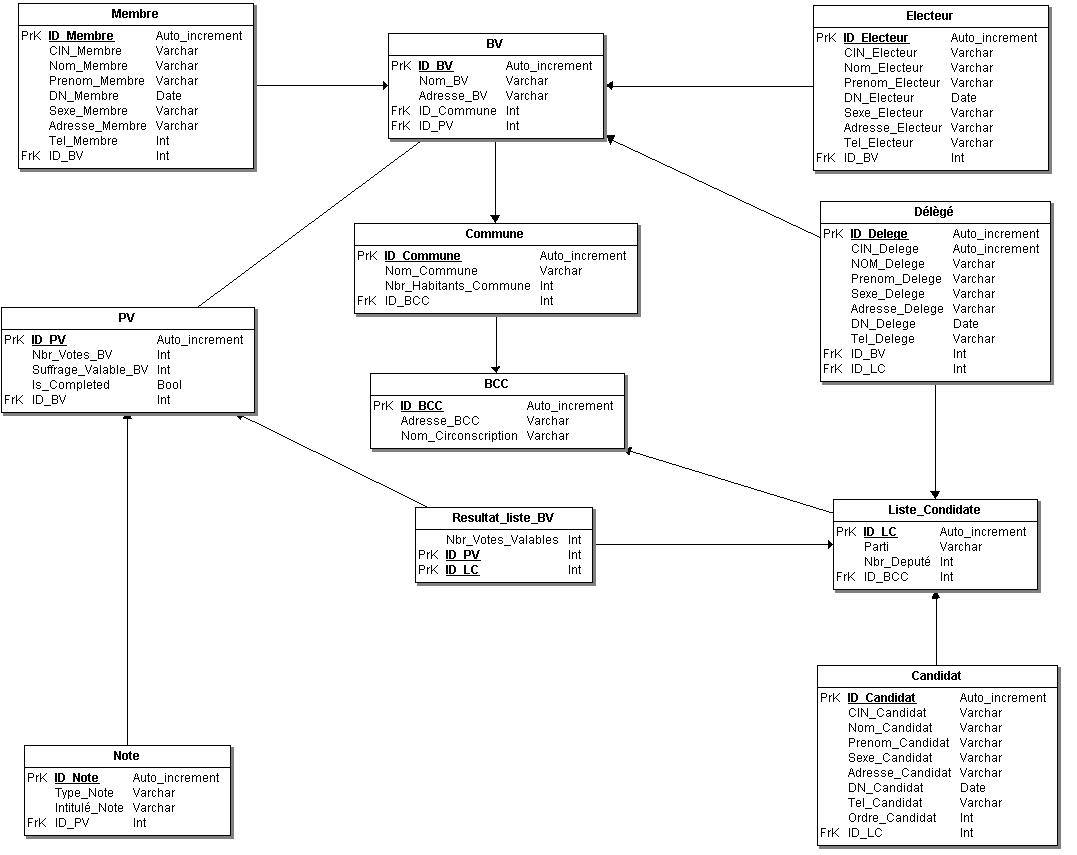 Membre
PrK ID_Membre Auto_increment
CIN_Membre Varchar
Nom_Membre Varchar
Prenom_Membre Varchar
DN_Membre Date
Sexe_Membre Varchar
Adresse_Membre Varchar
Tel_Membre Int
FrK ID_BV Int
BV
PrK ID_BV Auto_increment
Nom_BV Varchar
Adresse_BV Varchar
FrK ID_Commune Int
FrK ID_PV Int
Electeur
PrK ID_Electeur Auto_increment
CIN_Electeur Varchar
Nom_Electeur Varchar
Prenom_Electeur Varchar
DN_Electeur Date
Sexe_Electeur Varchar
Adresse_Electeur Varchar
Tel_Electeur Varchar
FrK ID_BV Int
Délègé
PrK ID_Delege Auto_increment
CIN_Delege Auto_increment
NOM_Delege Varchar
Prenom_Delege Varchar
Sexe_Delege Varchar
Adresse_Delege Varchar
DN_Delege Date
Tel_Delege Varchar
FrK ID_BV Int
FrK ID_LC Int
Commune
PrK ID_Commune Auto_increment
Nom_Commune Varchar
Nbr_Habitants_Commune Int
FrK ID_BCC Int
PV
PrK ID_PV Auto_increment
Nbr_Votes_BV Int
Suffrage_Valable_BV Int
Is_Completed Bool
FrK ID_BV Int
BCC
PrK ID_BCC Auto_increment
Adresse_BCC Varchar
Nom_Circonscription Varchar
Resultat_liste_BV
Nbr_Votes_Valables Int
PrK ID_PV Int
PrK ID_LC Int
Liste_Condidate
PrK ID_LC Auto_increment
Parti Varchar
Nbr_Deputé Int
FrK ID_BCC Int
Candidat
PrK ID_Candidat Auto_increment
CIN_Candidat Varchar
Nom_Candidat Varchar
Prenom_Candidat Varchar
Sexe_Candidat Varchar
Adresse_Candidat Varchar
DN_Candidat Date
Tel_Candidat Varchar
Ordre_Candidat Int
FrK ID_LC Int
Note
PrK ID_Note Auto_increment
Type_Note Varchar
Intitulé_Note Varchar
FrK ID_PV Int